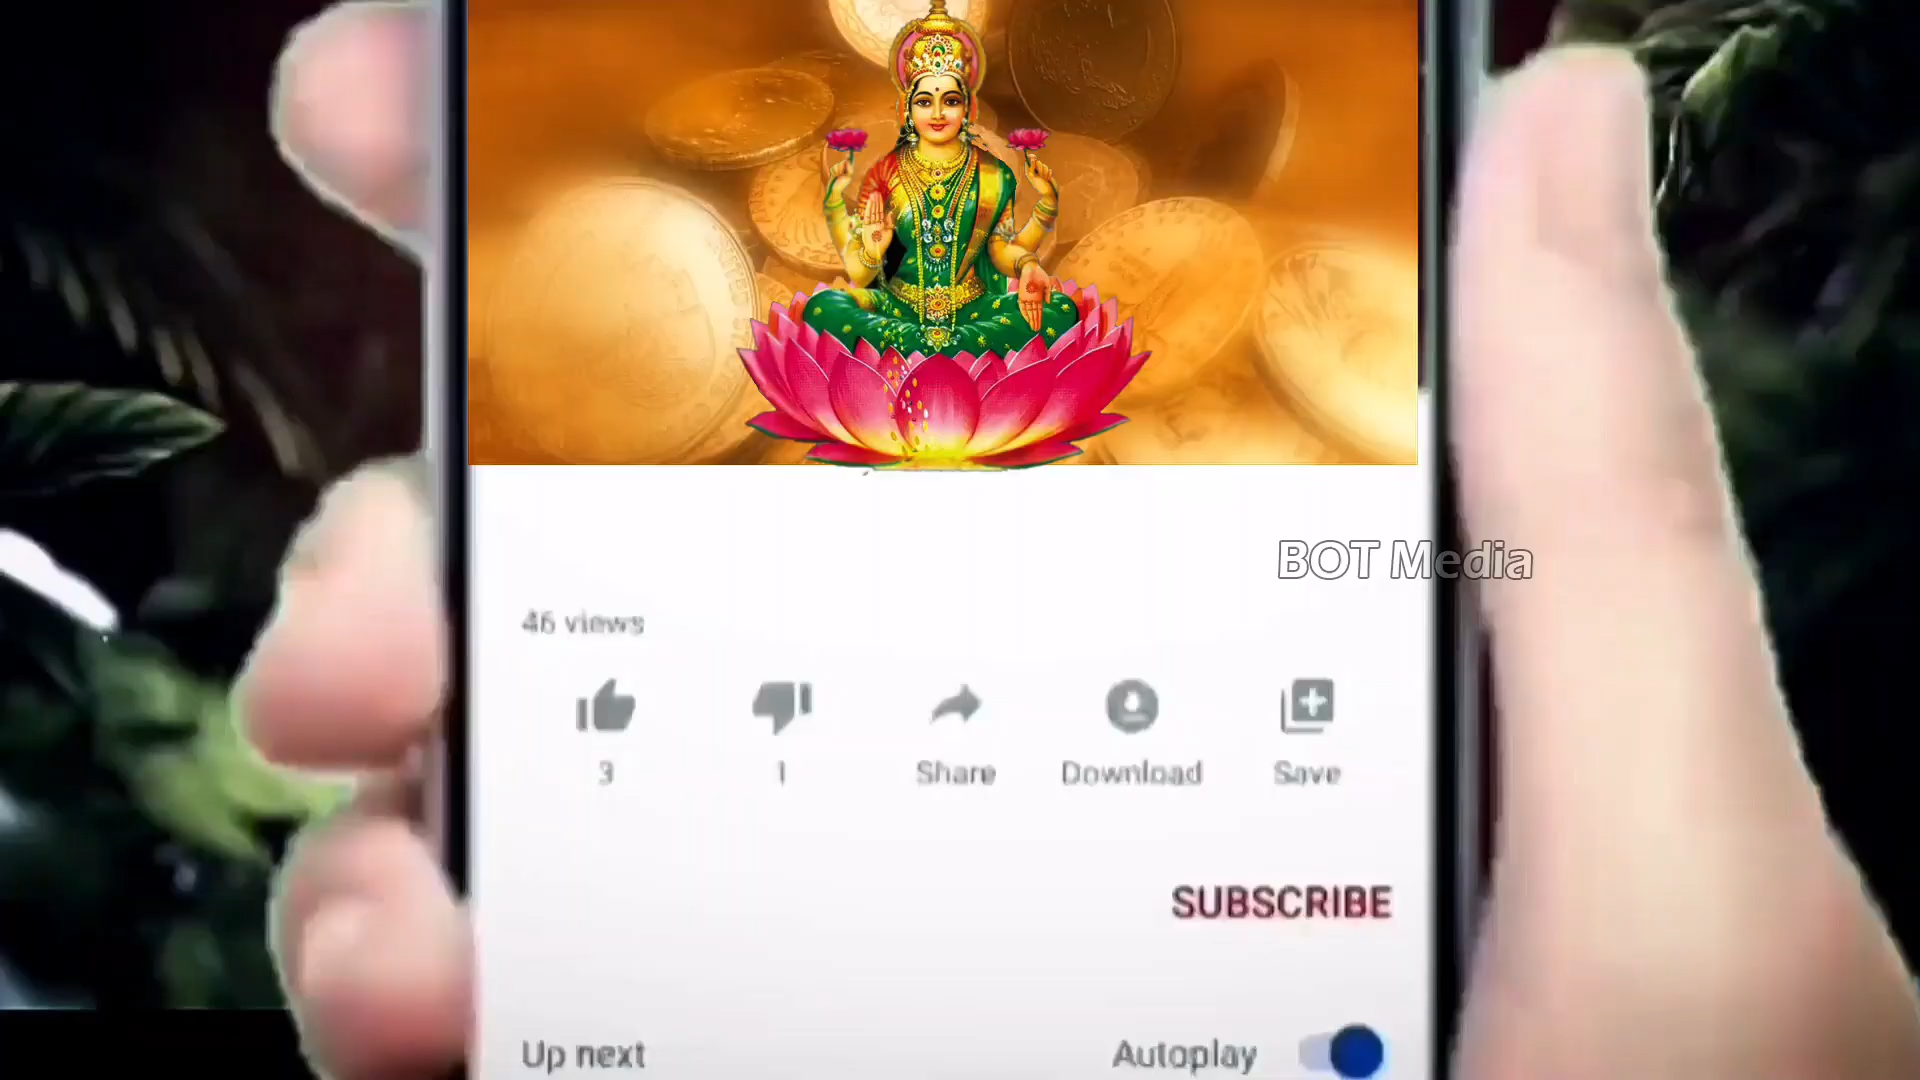 BOT Media
46 views
3
1
Share
Download
Save
SUBSCRIBE
Up next
Autoplay